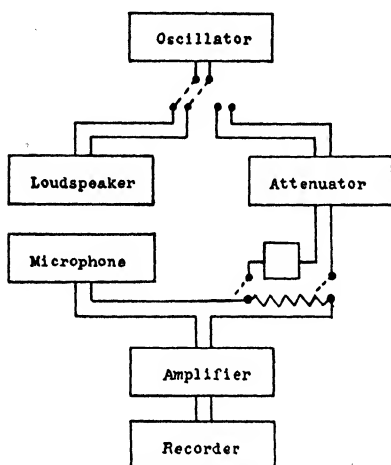 Oscillator
Loudspeaker
Attenuator
Microphone
Amplifier
Recorder